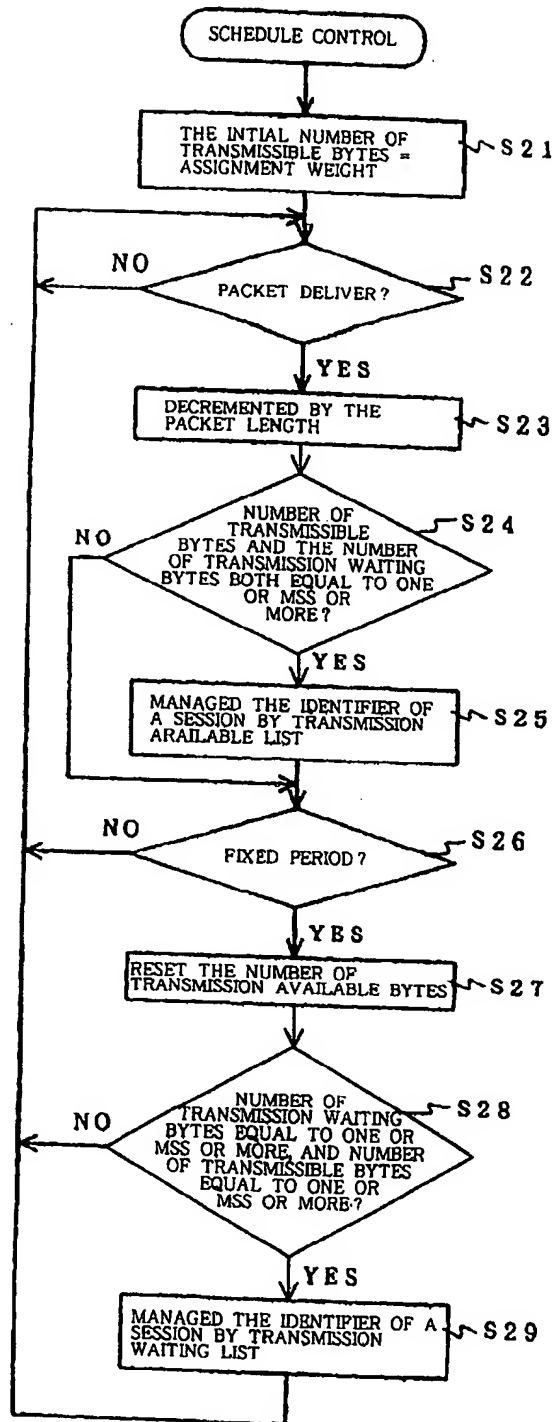 SCHEDULE CONTROL
THE INTIAL NUMBER OF
TRANSMISSIBLE BYTES =
ASSIGNMENT WEIGHT
S21
NO
PACKET DELIVER?
S22
YES
DECREMENTED BY THE
PACKET LENGTH
S23
NO
NUMBER OF
TRANSMISSIBLE
BYTES AND THE NUMBER
OF TRANSMISSION WAITING
BYTES BOTH EQUAL TO ONE
OR MSS OR
MORE?
S24
YES
MANAGED THE IDENTIFIER OF
A SESSION BY TRANSMISSION
ARAILABLE LIST
S25
NO
FIXED PERIOD?
S26
YES
RESET THE NUMBER OF
TRANSMISSION AVAILABLE BYTES
S27
NO
NUMBER OF
TRANSMISSION WAITING
BYTES EQUAL TO ONE OR
MSS OR MORE, AND NUMBER
OF TRANSMISSIBLE BYTES
EQUAL TO ONE OR
MSS OR MORE?
S28
YES
MANAGED THE IDENTIFIER OF A
SESSION BY TRANSMISSION
WAITING LIST
S29